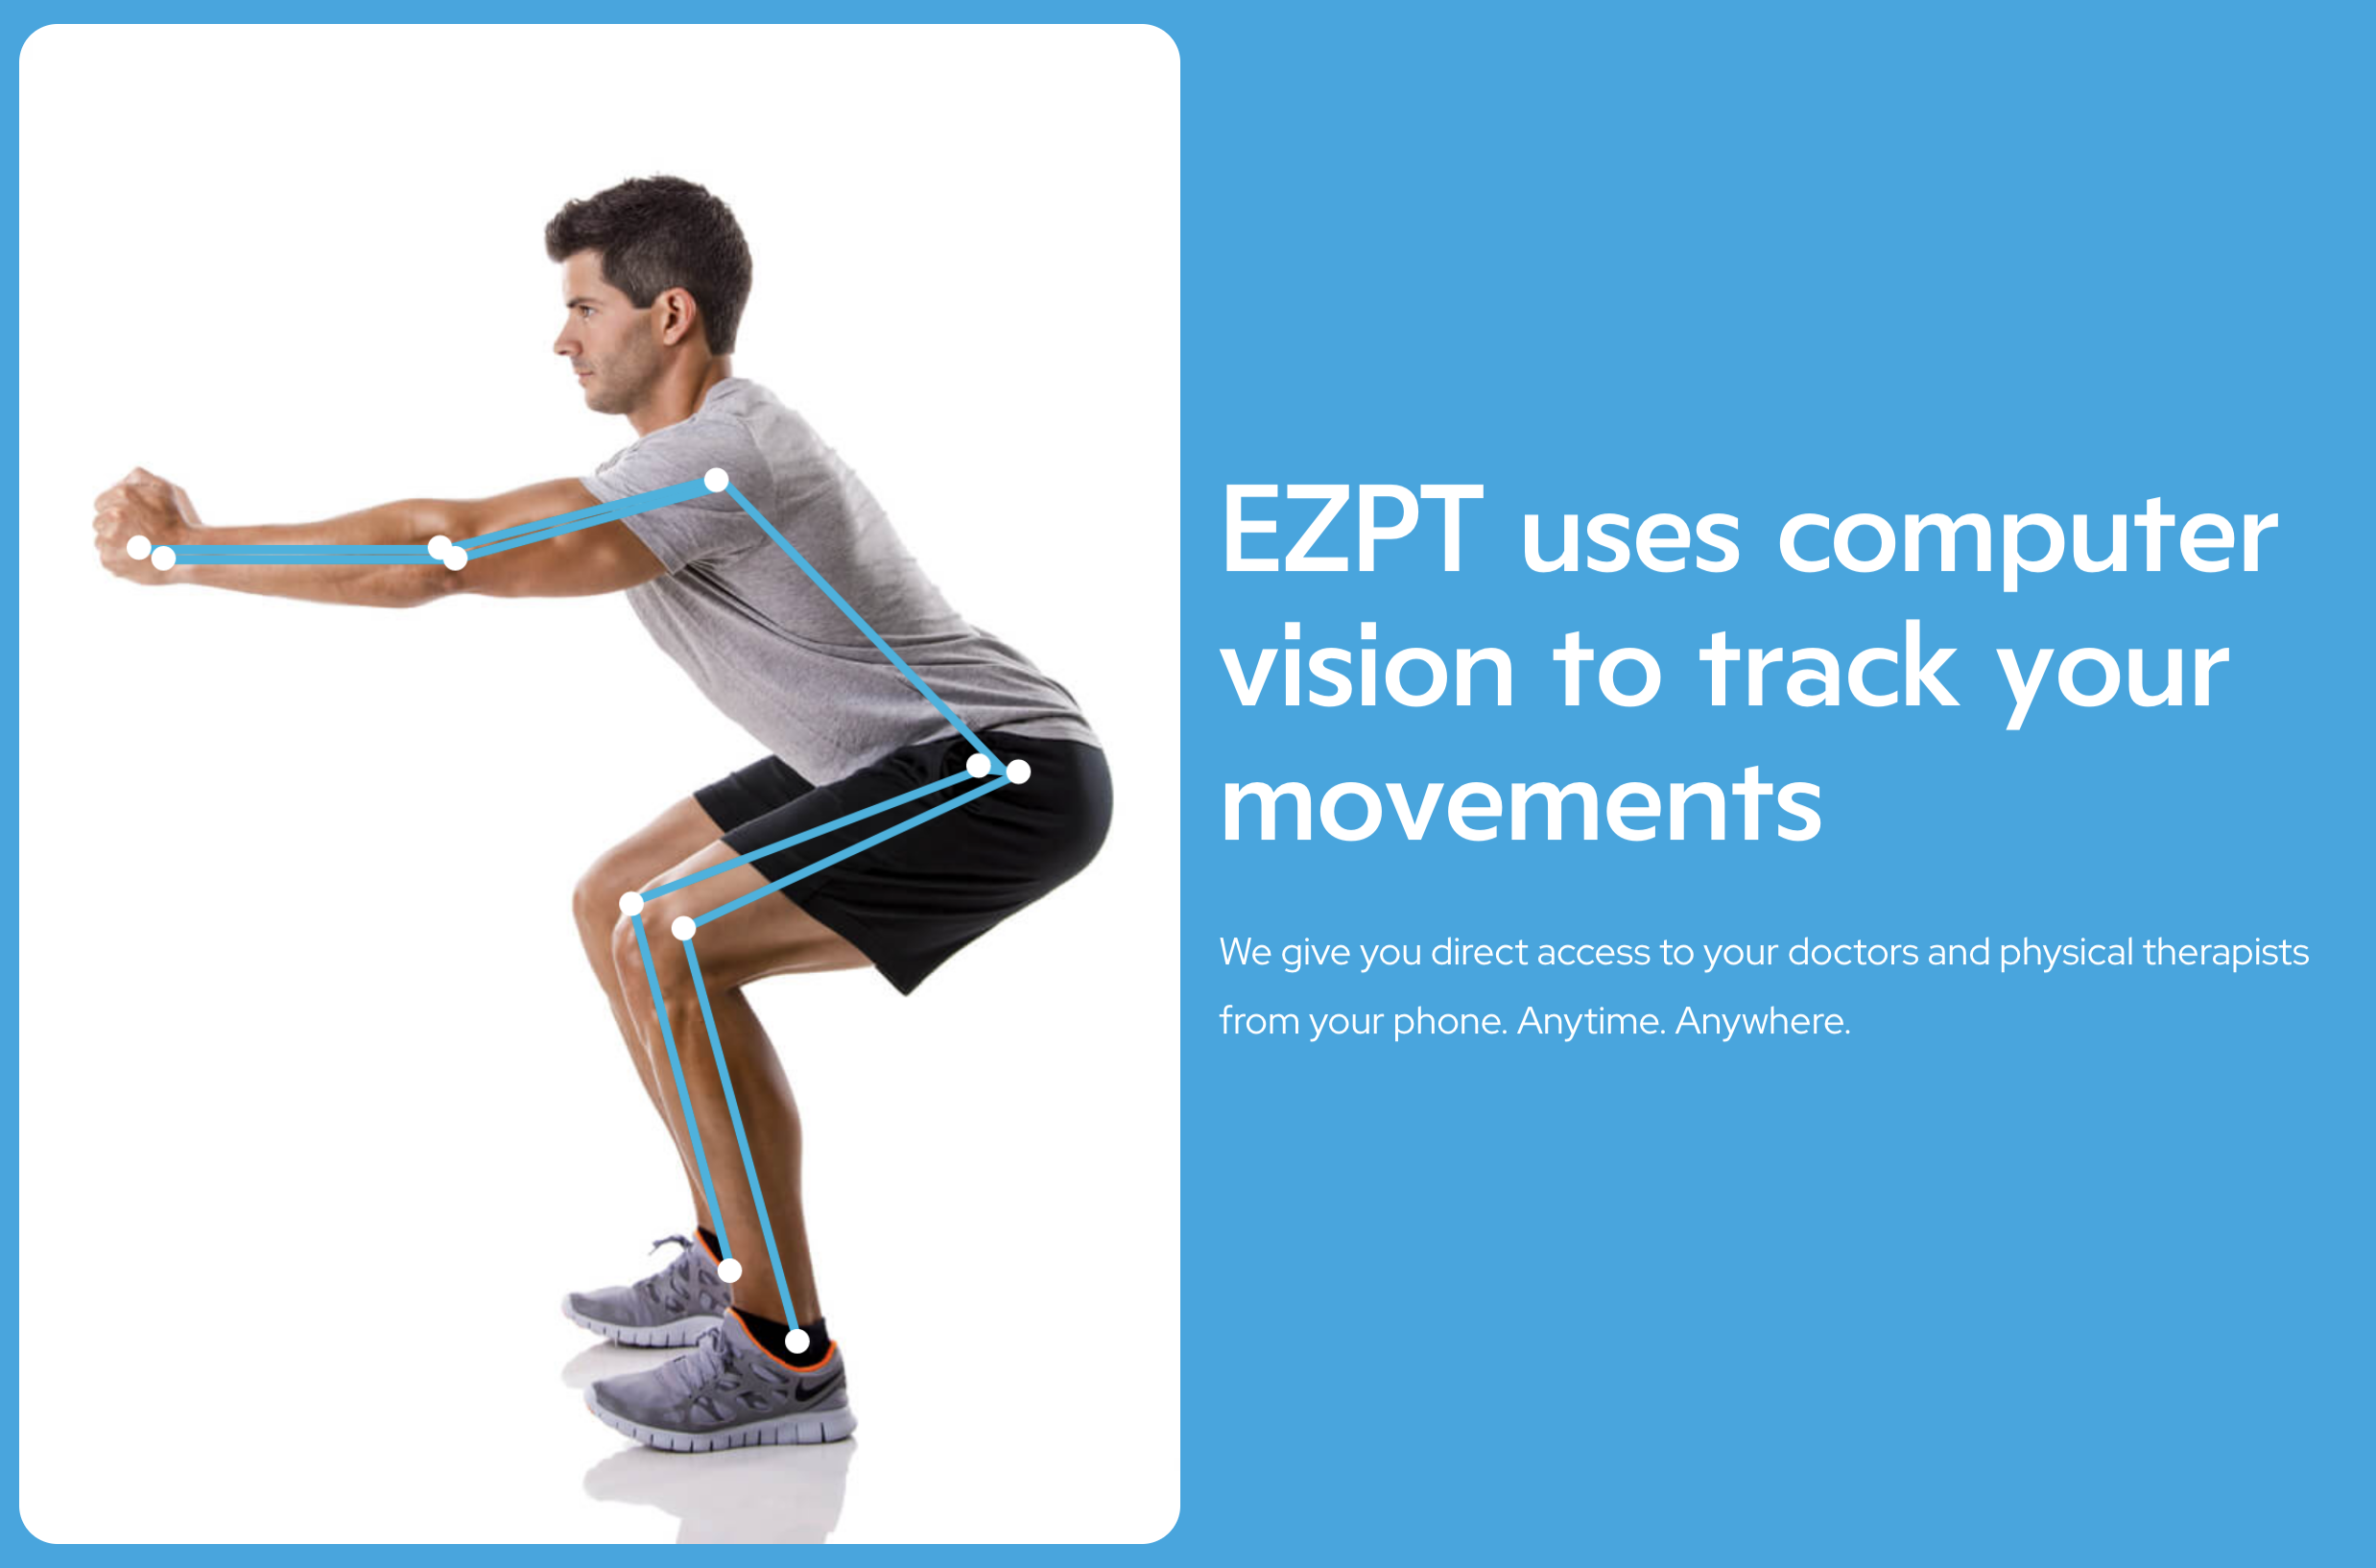 EZPT uses computer
vision to track your
movements
We give you direct access to your doctors and physical therapists
from your phone. Anytime. Anywhere.